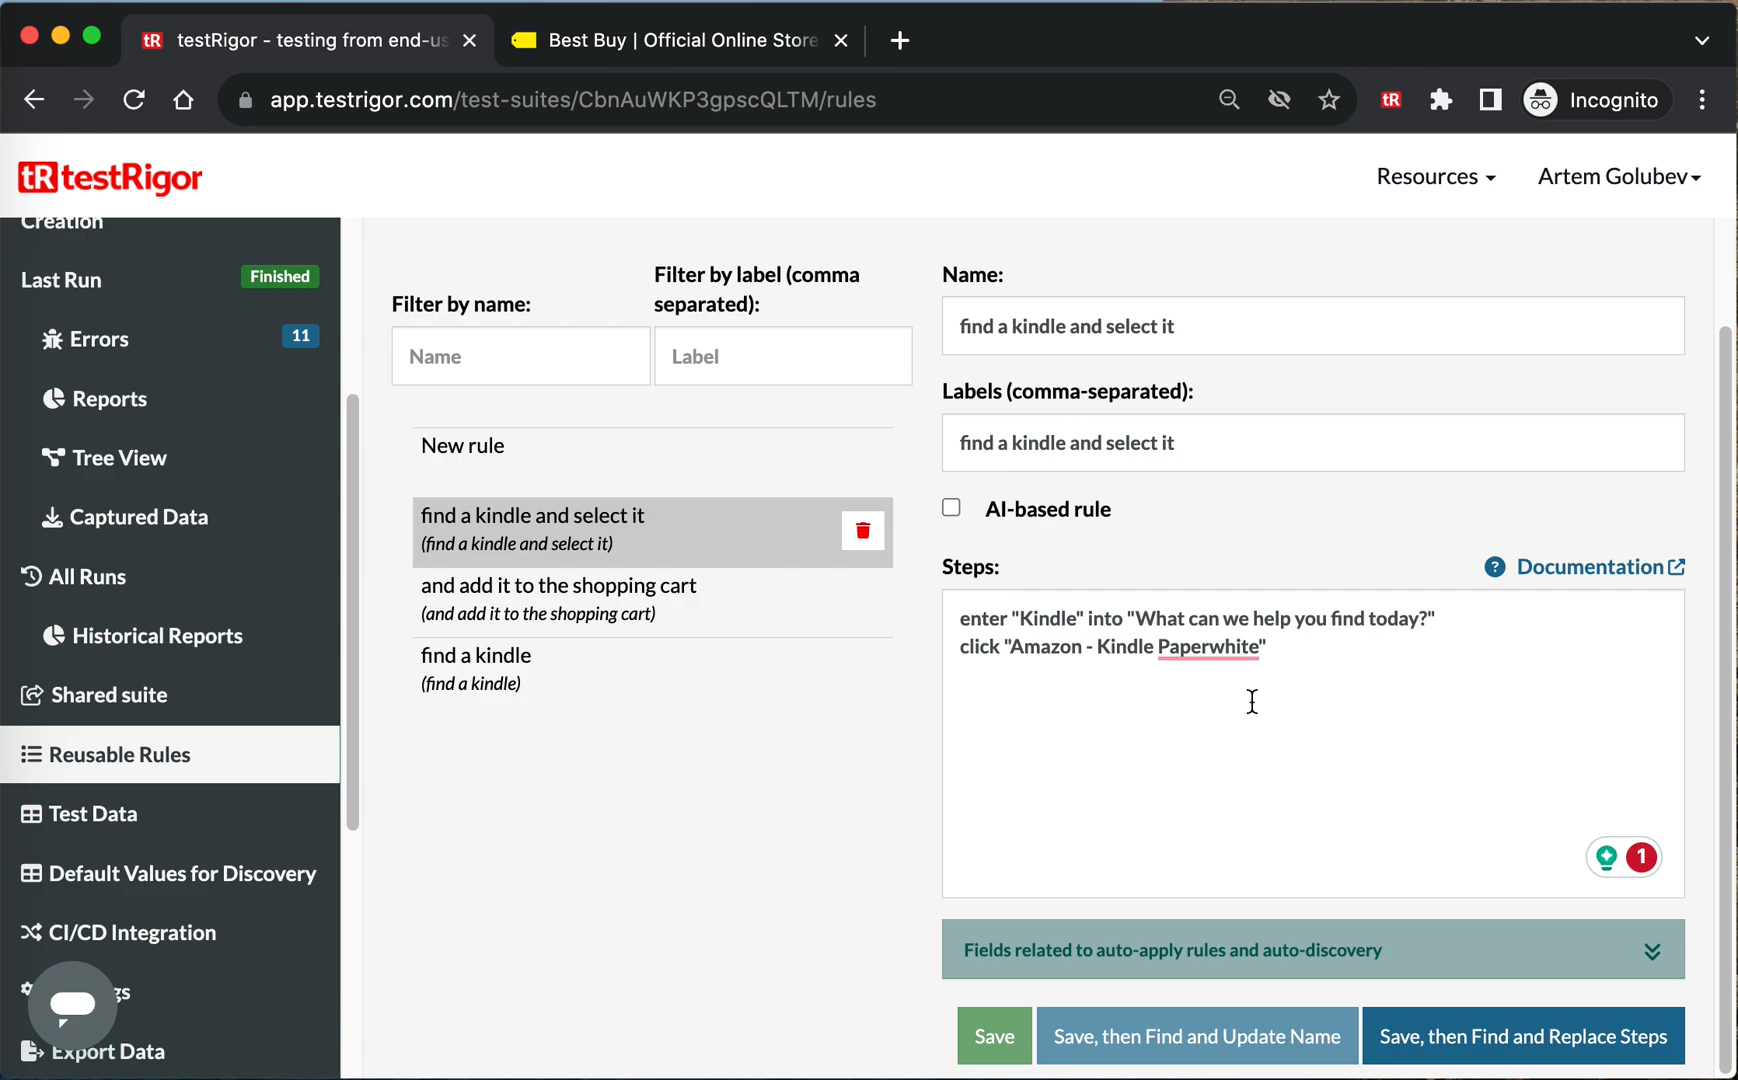 tR testRigor - testing from end-us
Best Buy | Official Online Store
app.testrigor.com/test-suites/CbnAuWKP3gpscQLTM/rules
tR
Incognito
tR testRigor
Resources
Artem Golubev
Creation
Last Run
Finished
Errors
11
Reports
Tree View
Captured Data
All Runs
Historical Reports
Shared suite
Reusable Rules
Test Data
Default Values for Discovery
CI/CD Integration
gs
Export Data
Filter by name:
Name
Filter by label (comma
separated):
Label
New rule
find a kindle and select it
(find a kindle and select it)
and add it to the shopping cart
(and add it to the shopping cart)
find a kindle
(find a kindle)
Name:
find a kindle and select it
Labels (comma-separated):
find a kindle and select it
AI-based rule
Steps:
? Documentation
enter "Kindle" into "What can we help you find today?"
click "Amazon - Kindle Paperwhite"
1
Fields related to auto-apply rules and auto-discovery
Save
Save, then Find and Update Name
Save, then Find and Replace Steps